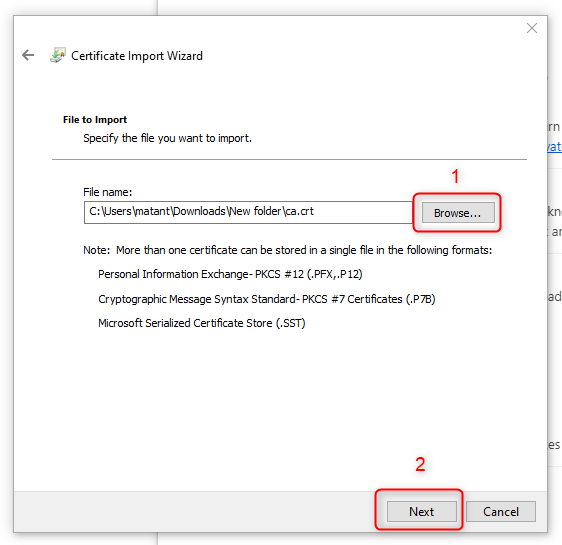 Certificate Import Wizard
File to Import
Specify the file you want to import.
1
File name:
C:\Users\matant\Downloads\New folder\ca.crt
Browse...
Note: More than one certificate can be stored in a single file in the following formats:
Personal Information Exchange- PKCS #12 (.PFX,.P12)
Cryptographic Message Syntax Standard- PKCS #7 Certificates (.P7B)
Microsoft Serialized Certificate Store (.SST)
2
Next
Cancel